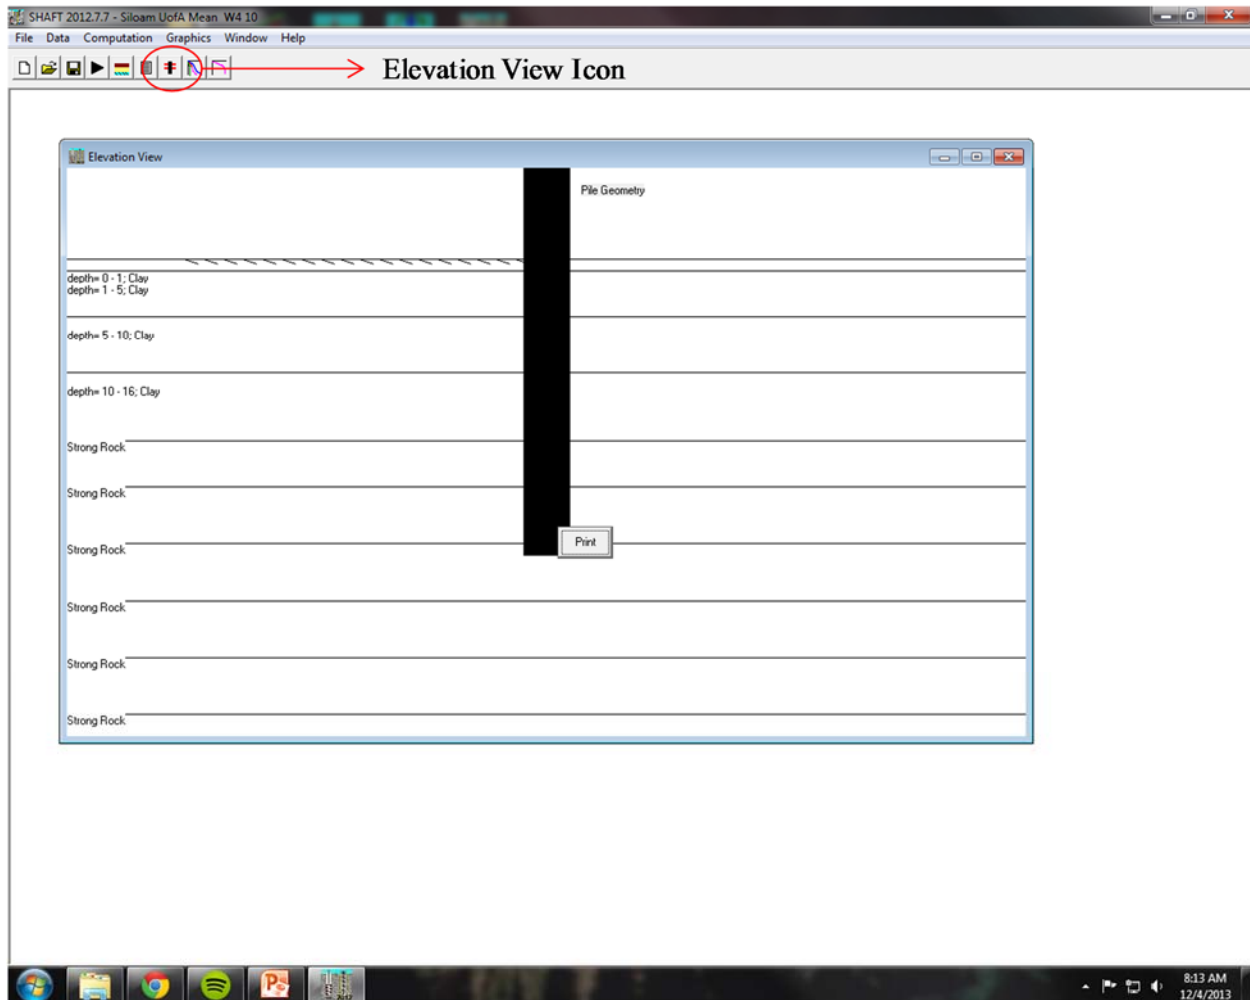 SHAFT 2012.7.7 - Siloam UofA Mean W4 10
File Data Computation Graphics Window Help
Elevation View Icon
Elevation View
Pile Geometry
depth= 0 - 1; Clay
depth= 1 - 5; Clay
depth= 5 - 10; Clay
depth= 10 - 16; Clay
Strong Rock
Strong Rock
Strong Rock
Print
Strong Rock
Strong Rock
Strong Rock
8:13 AM
12/4/2013